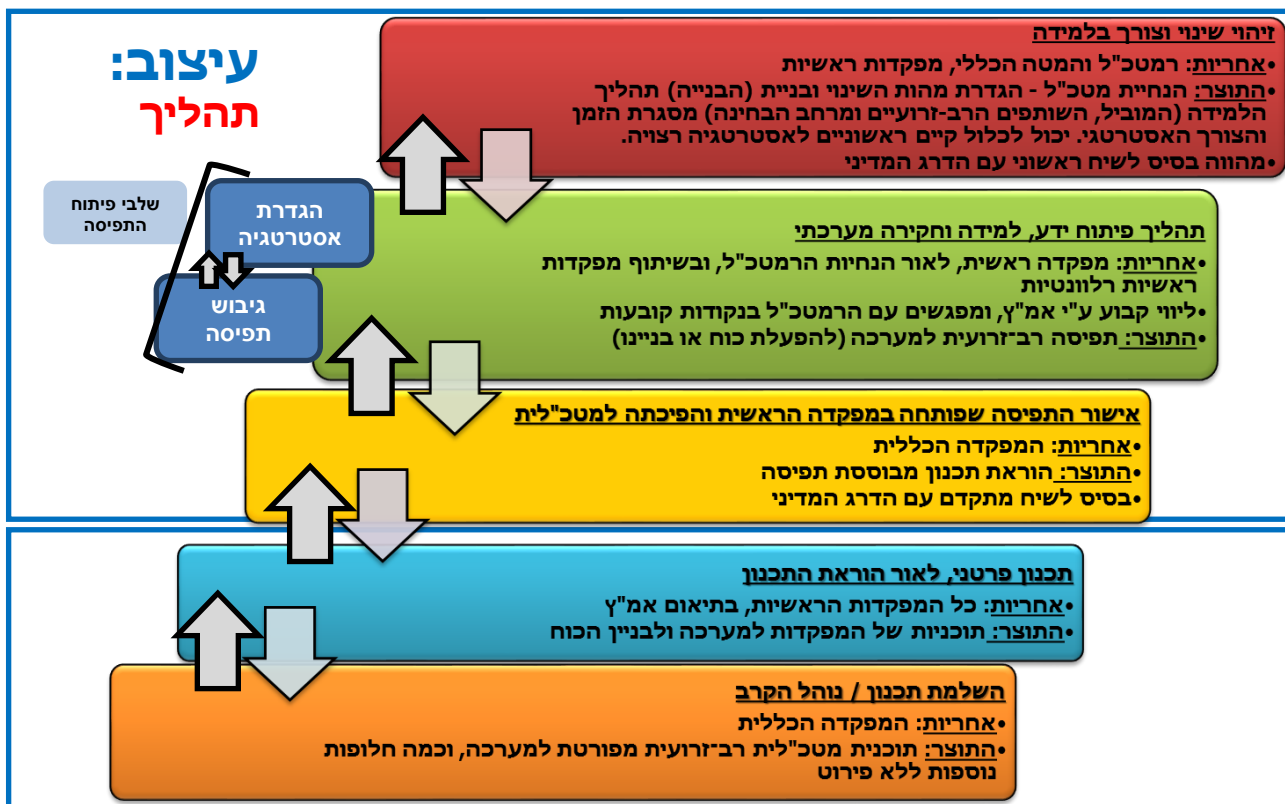 עיצוב:
תהליך
זיהוי שינוי וצורך בלמידה
•אחריות: רמטכ"ל והמטה הכללי, מפקדות ראשיות
•התוצר: הנחיית מטכ"ל - הגדרת מהות השינוי ובניית (הבנייה) תהליך
הלמידה (המוביל, השותפים הרב-זרועיים ומרחב הבחינה) מסגרת הזמן
והצורך האסטרטגי. יכול לכלול קיים ראשוניים לאסטרטגיה רצויה.
•מהווה בסיס לשיח ראשוני עם הדרג המדיני
שלבי פיתוח
התפיסה
הגדרת
אסטרטגיה
גיבוש
תפיסה
תהליך פיתוח ידע, למידה וחקירה מערכתי
•אחריות: מפקדה ראשית, לאור הנחיות הרמטכ"ל, ובשיתוף מפקדות
ראשיות רלוונטיות
•ליווי קבוע ע"י אמ"ץ, ומפגשים עם הרמטכ"ל בנקודות קובעות
•התוצר: תפיסה רב־זרועית למערכה (להפעלת כוח או בניינו)
אישור התפיסה שפותחה במפקדה הראשית והפיכתה למטכ"לית
•אחריות: המפקדה הכללית
•התוצר: הוראת תכנון מבוססת תפיסה
•בסיס לשיח מתקדם עם הדרג המדיני
תכנון פרטני, לאור הוראת התכנון
•אחריות: כל המפקדות הראשיות, בתיאום אמ"ץ
•התוצר: תוכניות של המפקדות למערכה ולבניין הכוח
השלמת תכנון / נוהל הקרב
•אחריות: המפקדה הכללית
•התוצר: תוכנית מטכ"לית רב־זרועית מפורטת למערכה, וכמה חלופות
נוספות ללא פירוט